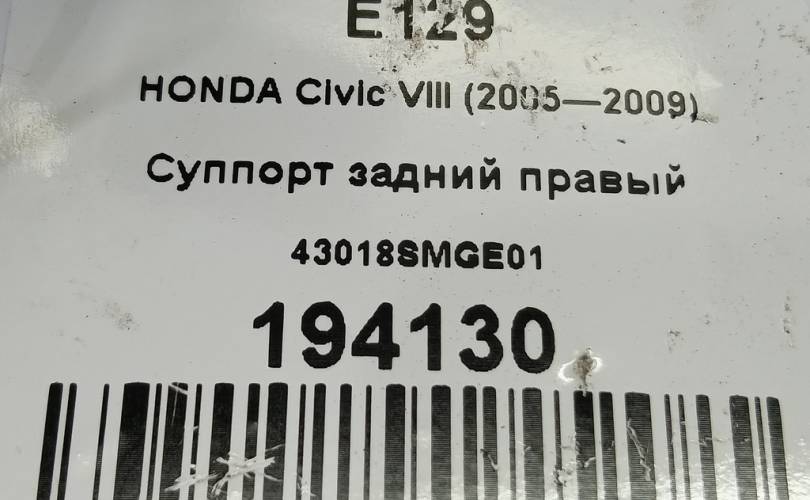 E129
HONDA Civic VIII (2005—2009)
Суппорт задний правый
43018SMGE01
194130